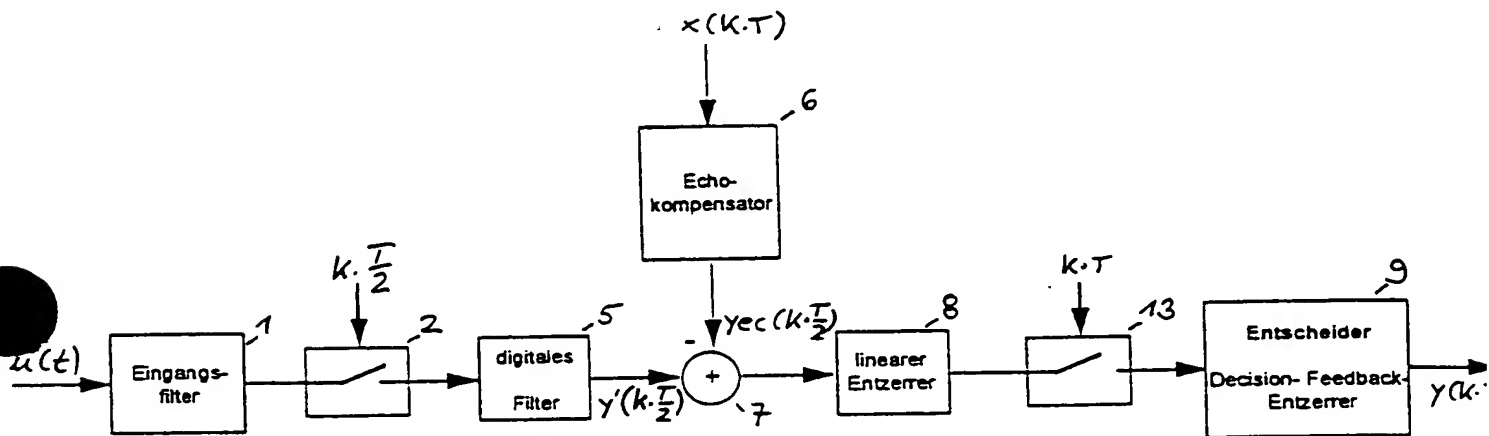 x(K·T)
6
Echo-
kompensator
K·T/2
K·T
1
2
5
yec(K·T/2)
8
13
9
u(t)
Eingangs-
filter
digitales
Filter
y'(K·T/2)
-
+
7
linearer
Entzerrer
Entscheider
Decision- Feedback-
Entzerrer
y(K·